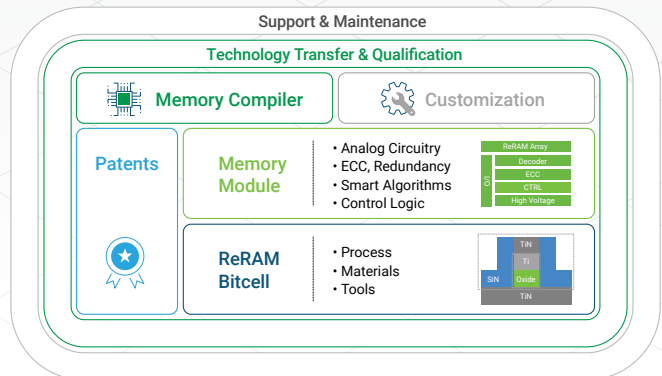 Support & Maintenance
Technology Transfer & Qualification
Memory Compiler
Customization
Patents
Memory
Module
• Analog Circuitry
• ECC, Redundancy
• Smart Algorithms
• Control Logic
ReRAM Array
I/O
Decoder
ECC
CTRL
High Voltage
ReRAM
Bitcell
• Process
• Materials
• Tools
TiN
Ti
SiN
Oxide
TiN